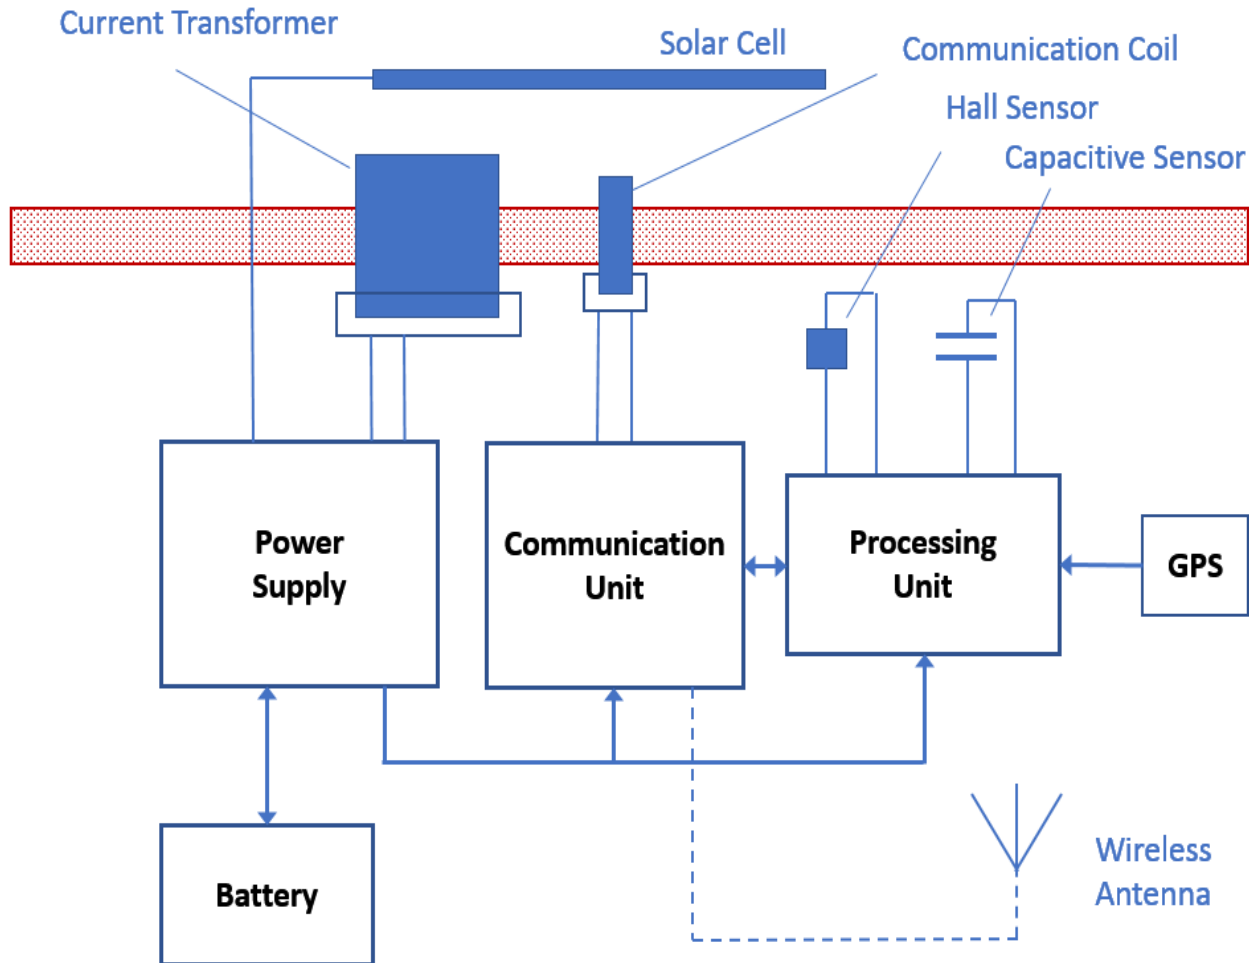 Current Transformer
Solar Cell
Communication Coil
Hall Sensor
Capacitive Sensor
Power
Supply
Communication
Unit
Processing
Unit
GPS
Battery
Wireless
Antenna